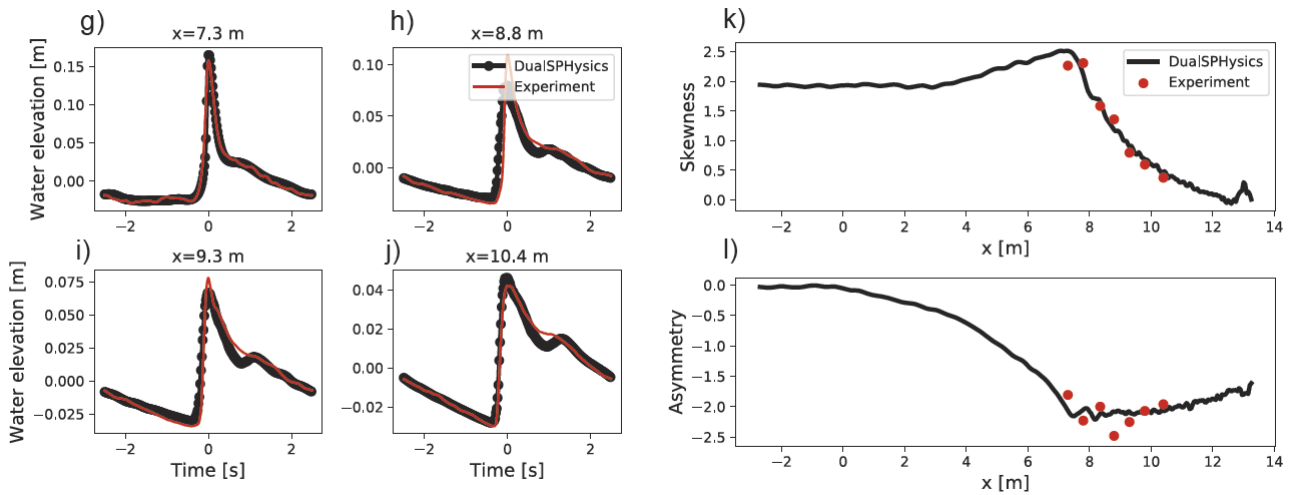 g)
x=7.3 m
Water elevation [m]
0.15
0.10
0.05
0.00
−2 0 2
h)
x=8.8 m
DualSPHysics
Experiment
0.10
0.05
0.00
−2 0 2
i)
x=9.3 m
Water elevation [m]
0.075
0.050
0.025
0.000
−0.025
−2 0 2
Time [s]
j)
x=10.4 m
0.04
0.02
0.00
−0.02
−2 0 2
Time [s]
k)
DualSPHysics
Experiment
Skewness
2.5
2.0
1.5
1.0
0.5
0.0
−2 0 2 4 6 8 10 12 14
x [m]
l)
Asymmetry
0.0
−0.5
−1.0
−1.5
−2.0
−2.5
−2 0 2 4 6 8 10 12 14
x [m]